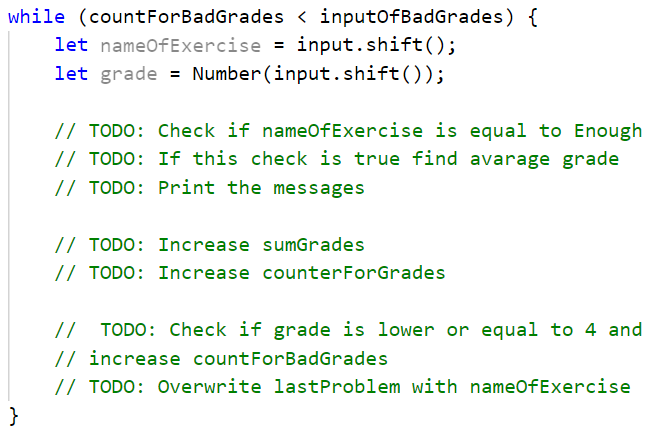 while (countForBadGrades < inputOfBadGrades) {
    let nameOfExercise = input.shift();
    let grade = Number(input.shift());
    // TODO: Check if nameOfExercise is equal to Enough
    // TODO: If this check is true find avarage grade
    // TODO: Print the messages
    // TODO: Increase sumGrades
    // TODO: Increase counterForGrades
    //  TODO: Check if grade is lower or equal to 4 and
    // increase countForBadGrades
    // TODO: Overwrite lastProblem with nameOfExercise
}